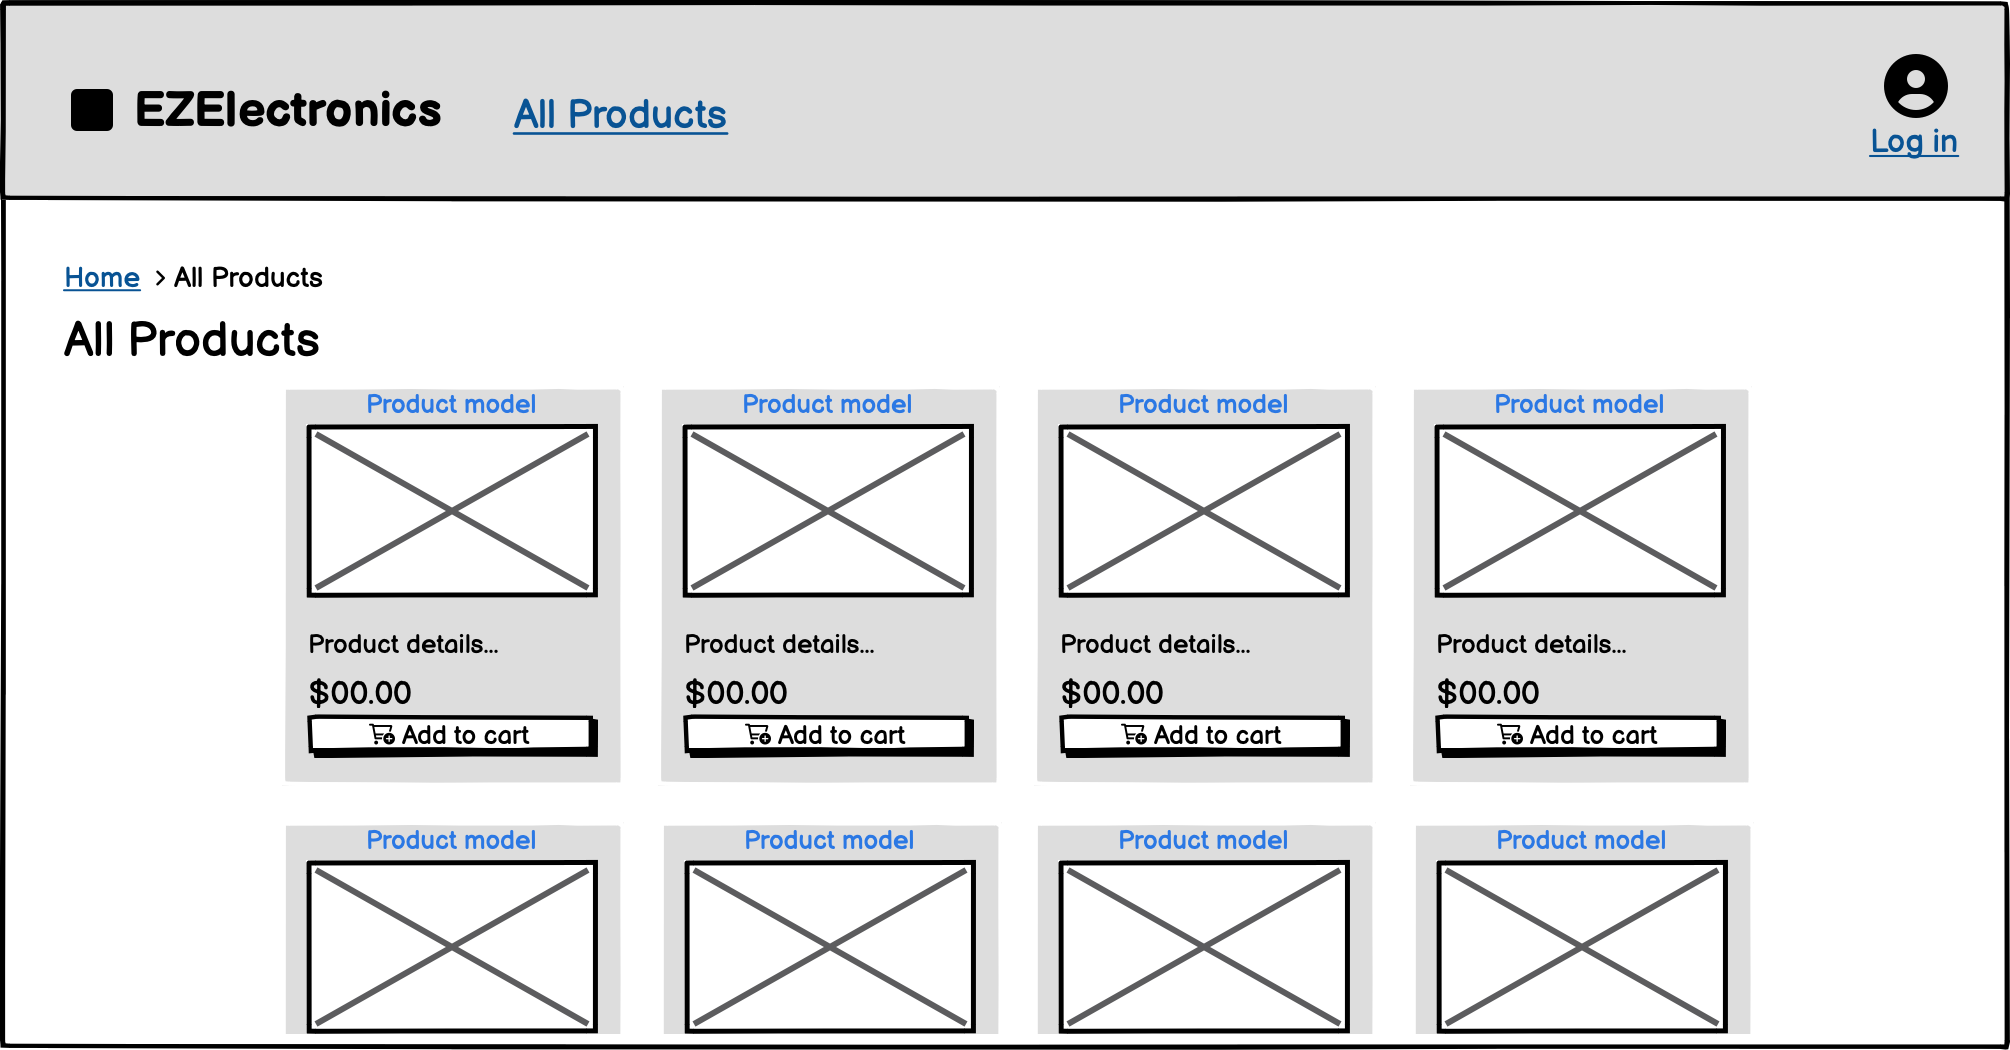 EZElectronics All Products
Log in
Home > All Products
All Products
Product model Product model Product model Product model
Product details... Product details... Product details... Product details...
$00.00 $00.00 $00.00 $00.00
Add to cart Add to cart Add to cart Add to cart
Product model Product model Product model Product model